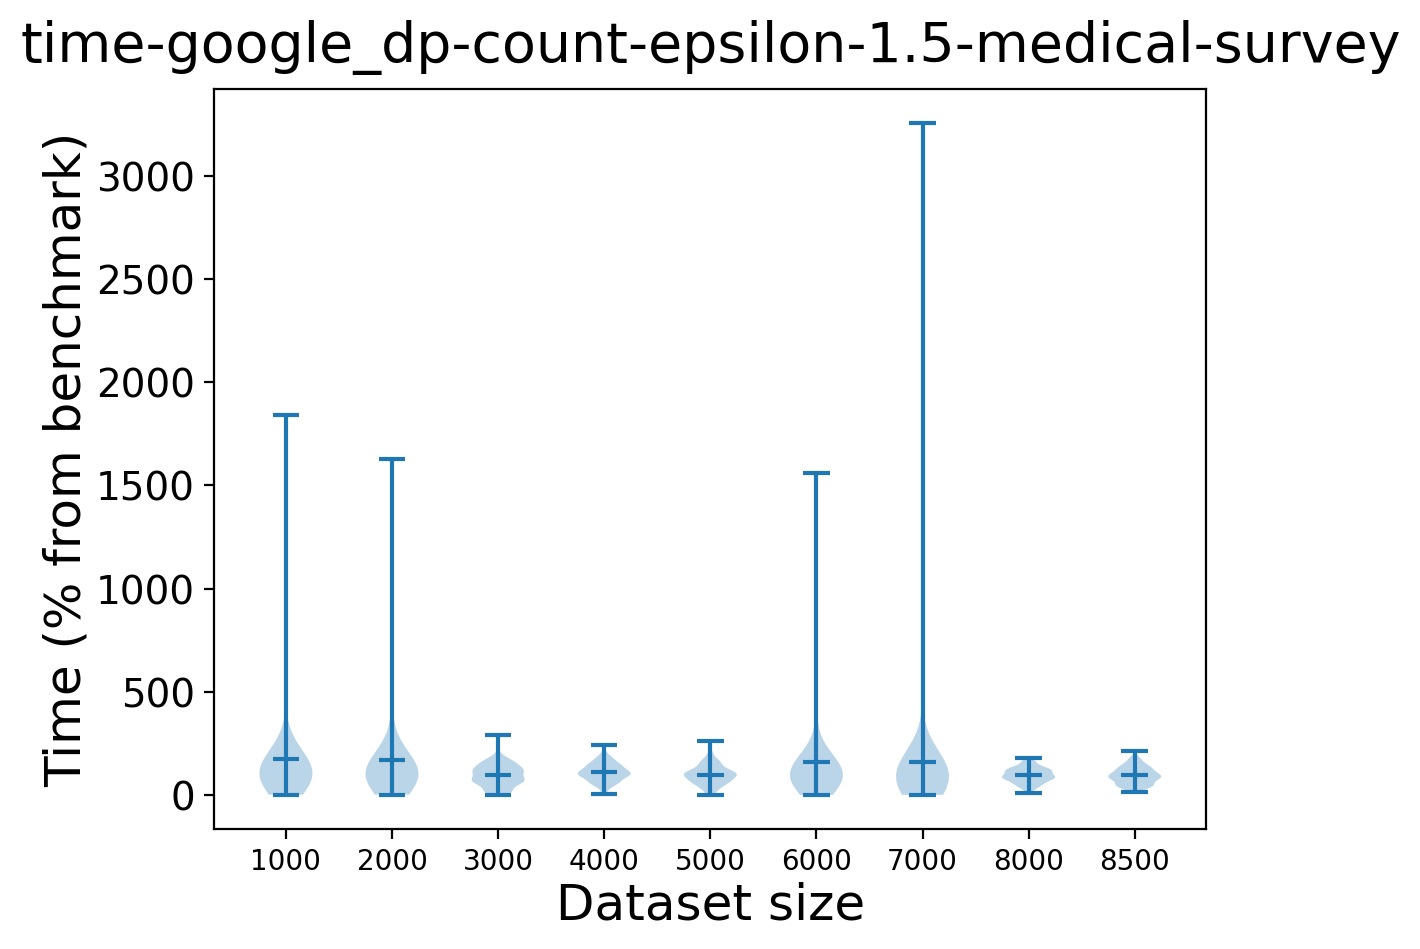 time-google_dp-count-epsilon-1.5-medical-survey
Time (% from benchmark)
3000
2500
2000
1500
1000
500
0
1000 2000 3000 4000 5000 6000 7000 8000 8500
Dataset size